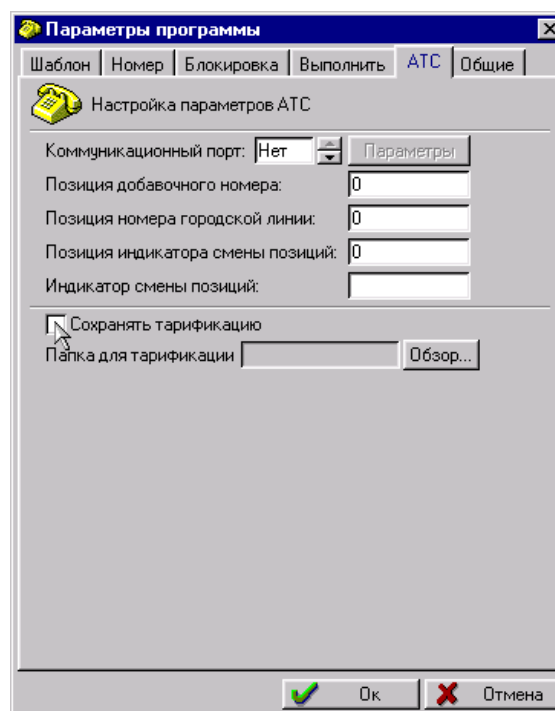 Параметры программы
Шаблон Номер Блокировка Выполнить АТС Общие
Настройка параметров АТС
Коммуникационный порт: Нет Параметры
Позиция добавочного номера: 0
Позиция номера городской линии: 0
Позиция индикатора смены позиций: 0
Индикатор смены позиций:
Сохранять тарификацию
Папка для тарификации Обзор...
Ок Отмена